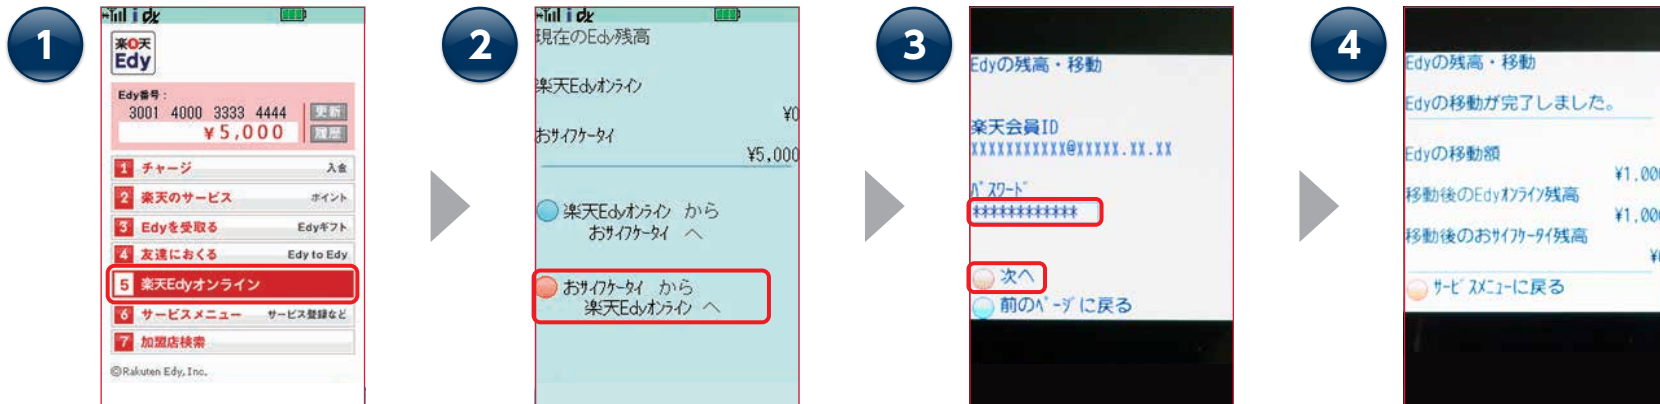 1
楽天
Edy
Edy番号:
3001 4000 3333 4444 更新
¥5,000 履歴
1 チャージ 入金
2 楽天のサービス ポイント
3 Edyを受取る Edyギフト
4 友達におくる Edy to Edy
5 楽天Edyオンライン
6 サービスメニュー サービス登録など
7 加盟店検索
©Rakuten Edy, Inc.
2
現在のEdy残高
楽天Edyオンライン
¥0
おサイフケータイ
¥5,000
楽天Edyオンライン から
おサイフケータイ へ
おサイフケータイ から
楽天Edyオンライン へ
3
Edyの残高・移動
楽天会員ID
XXXXXXXXXXX@XXXXX.XX.XX
パスワード
************
次へ
前のページに戻る
4
Edyの残高・移動
Edyの移動が完了しました。
Edyの移動額
¥1,000
移動後のEdyオンライン残高
¥1,000
移動後のおサイフケータイ残高
サービスメニューに戻る